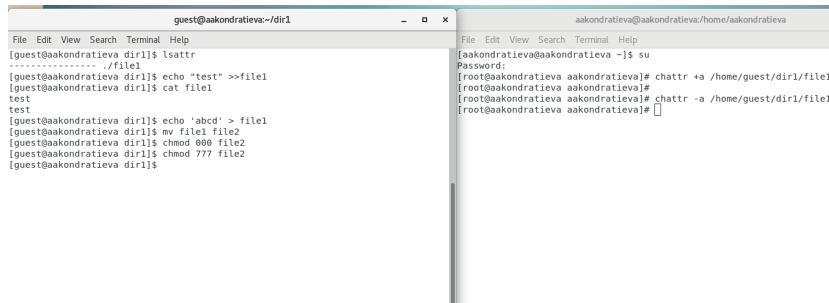 guest@aakondratieva:~/dir1
File Edit View Search Terminal Help
[guest@aakondratieva dir1]$ lsattr
---------------- ./file1
[guest@aakondratieva dir1]$ echo "test" >>file1
[guest@aakondratieva dir1]$ cat file1
test
test
[guest@aakondratieva dir1]$ echo 'abcd' > file1
[guest@aakondratieva dir1]$ mv file1 file2
[guest@aakondratieva dir1]$ chmod 000 file2
[guest@aakondratieva dir1]$ chmod 777 file2
[guest@aakondratieva dir1]$
aakondratieva@aakondratieva:/home/aakondratieva
File Edit View Search Terminal Help
[aakondratieva@aakondratieva ~]$ su
Password:
[root@aakondratieva aakondratieva]# chattr +a /home/guest/dir1/file1
[root@aakondratieva aakondratieva]#
[root@aakondratieva aakondratieva]# chattr -a /home/guest/dir1/file1
[root@aakondratieva aakondratieva]#